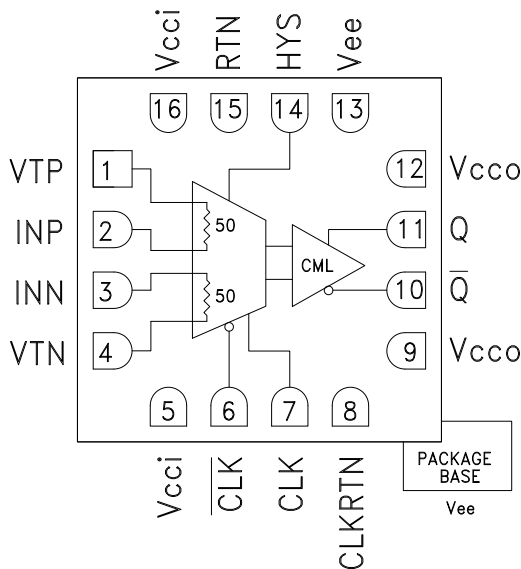 Vcci RTN HYS Vee
16 15 14 13
VTP 1 12 Vcco
50
INP 2 11 Q
CML
INN 3 10 Q̅
50
VTN 4 9 Vcco
5 6 7 8
Vcci C̅L̅K̅ CLK CLKRTN
PACKAGE
BASE
Vee